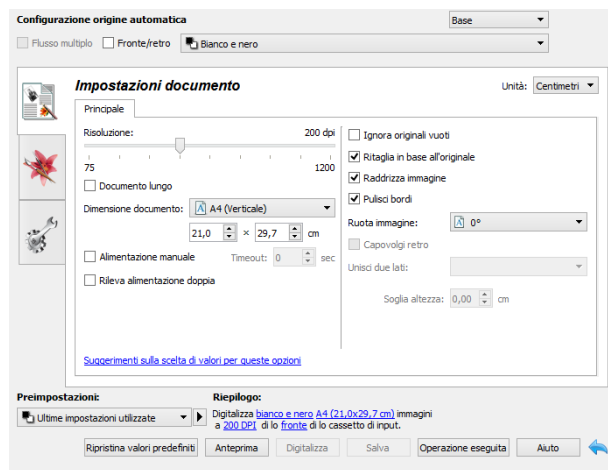 Configurazione origine automatica
Base
Flusso multiplo
Fronte/retro
Bianco e nero
Impostazioni documento
Unità:
Centimetri
Principale
Risoluzione:
200 dpi
75
1200
Documento lungo
Dimensione documento:
A4 (Verticale)
21,0 × 29,7 cm
Alimentazione manuale
Timeout: 0 sec
Rileva alimentazione doppia
Ignora originali vuoti
Ritaglia in base all'originale
Raddrizza immagine
Pulisci bordi
Ruota immagine:
0°
Capovolgi retro
Unisci due lati:
Soglia altezza: 0,00 cm
Suggerimenti sulla scelta di valori per queste opzioni
Preimpostazioni:
Ultime impostazioni utilizzate
Riepilogo:
Digitalizza bianco e nero A4 (21,0x29,7 cm) immagini
a 200 DPI di lo fronte di lo cassetto di input.
Ripristina valori predefiniti
Anteprima
Digitalizza
Salva
Operazione eseguita
Aiuto